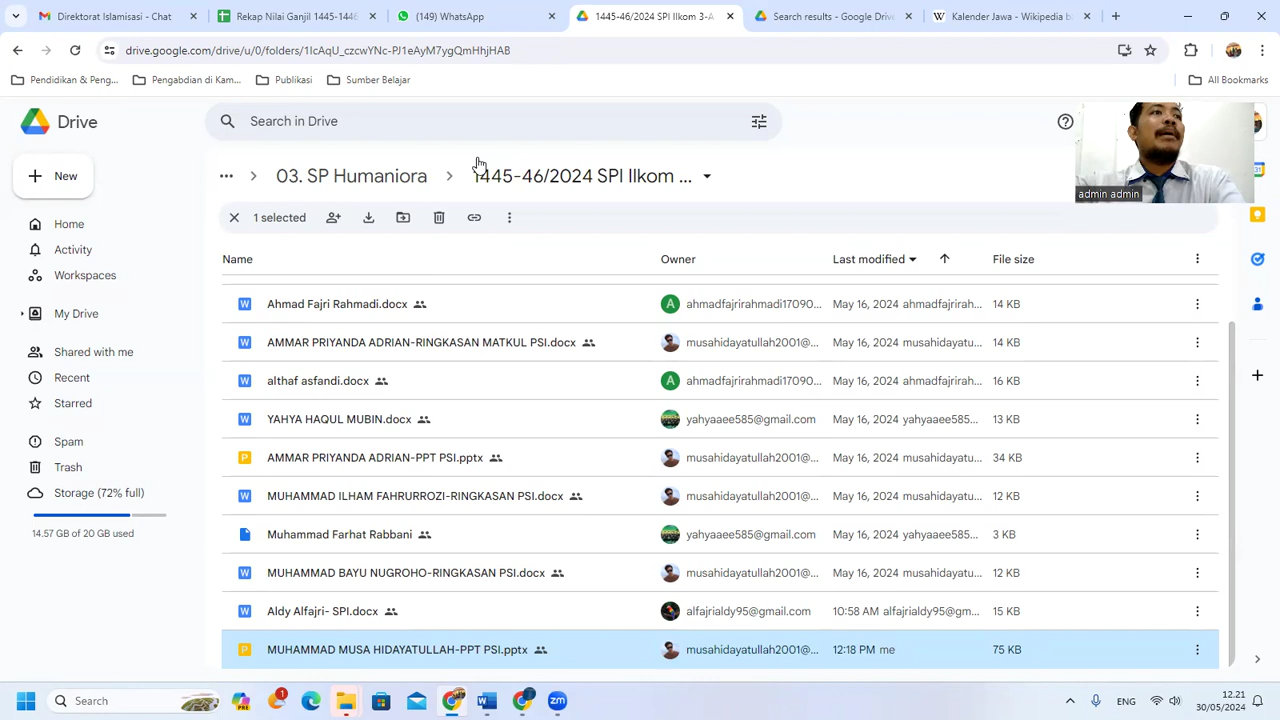 Direktorat Islamisasi - Chat
Rekap Nilai Ganjil 1445-1446
(149) WhatsApp
1445-46/2024 SPI Ilkom 3-A
Search results - Google Drive
Kalender Jawa - Wikipedia b
drive.google.com/drive/u/0/folders/1IcAqU_czcwYNc-PJ1eAyM7ygQmHhjHAB
Pendidikan & Peng...
Pengabdian di Kam...
Publikasi
Sumber Belajar
All Bookmarks
Drive
Search in Drive
New
... > 03. SP Humaniora > 1445-46/2024 SPI Ilkom ...
admin admin
1 selected
Home
Activity
Workspaces
My Drive
Shared with me
Recent
Starred
Spam
Trash
Storage (72% full)
14.57 GB of 20 GB used
Name Owner Last modified File size
Ahmad Fajri Rahmadi.docx ahmadfajrirahmadi17090... May 16, 2024 ahmadfajrirah... 14 KB
AMMAR PRIYANDA ADRIAN-RINGKASAN MATKUL PSI.docx musahidayatullah2001@... May 16, 2024 musahidayatu... 14 KB
althaf asfandi.docx ahmadfajrirahmadi17090... May 16, 2024 ahmadfajrirah... 16 KB
YAHYA HAQUL MUBIN.docx yahyaaee585@gmail.com May 16, 2024 yahyaaee585... 13 KB
AMMAR PRIYANDA ADRIAN-PPT PSI.pptx musahidayatullah2001@... May 16, 2024 musahidayatu... 34 KB
MUHAMMAD ILHAM FAHRURROZI-RINGKASAN PSI.docx musahidayatullah2001@... May 16, 2024 musahidayatu... 12 KB
Muhammad Farhat Rabbani yahyaaee585@gmail.com May 16, 2024 yahyaaee585... 3 KB
MUHAMMAD BAYU NUGROHO-RINGKASAN PSI.docx musahidayatullah2001@... May 16, 2024 musahidayatu... 12 KB
Aldy Alfajri- SPI.docx alfajrialdy95@gmail.com 10:58 AM alfajrialdy95@gm... 15 KB
MUHAMMAD MUSA HIDAYATULLAH-PPT PSI.pptx musahidayatullah2001@... 12:18 PM me 75 KB
Search
ENG
12.21
30/05/2024